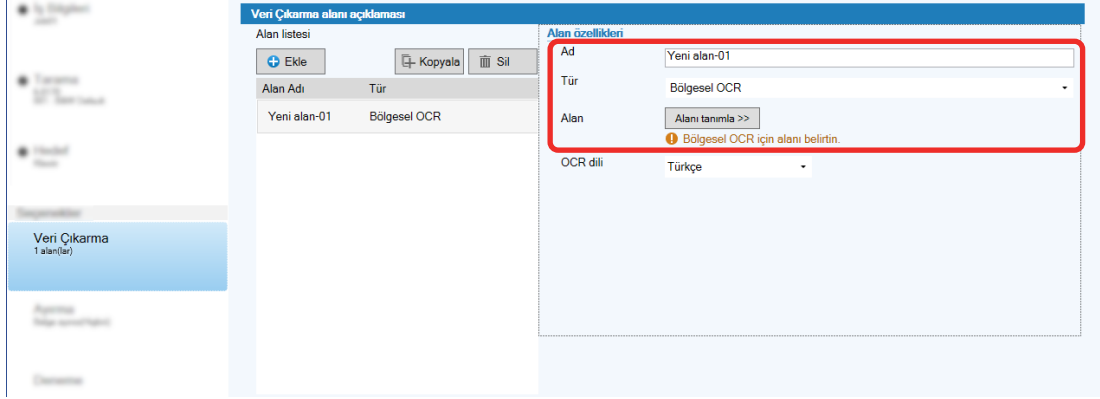 Veri Çıkarma alanı açıklaması
Alan listesi
Ekle
Kopyala
Sil
Alan Adı Tür
Yeni alan-01 Bölgesel OCR
Alan özellikleri
Ad Yeni alan-01
Tür Bölgesel OCR
Alan Alanı tanımla >>
Bölgesel OCR için alanı belirtin.
OCR dili Türkçe
Veri Çıkarma
1 alan(lar)